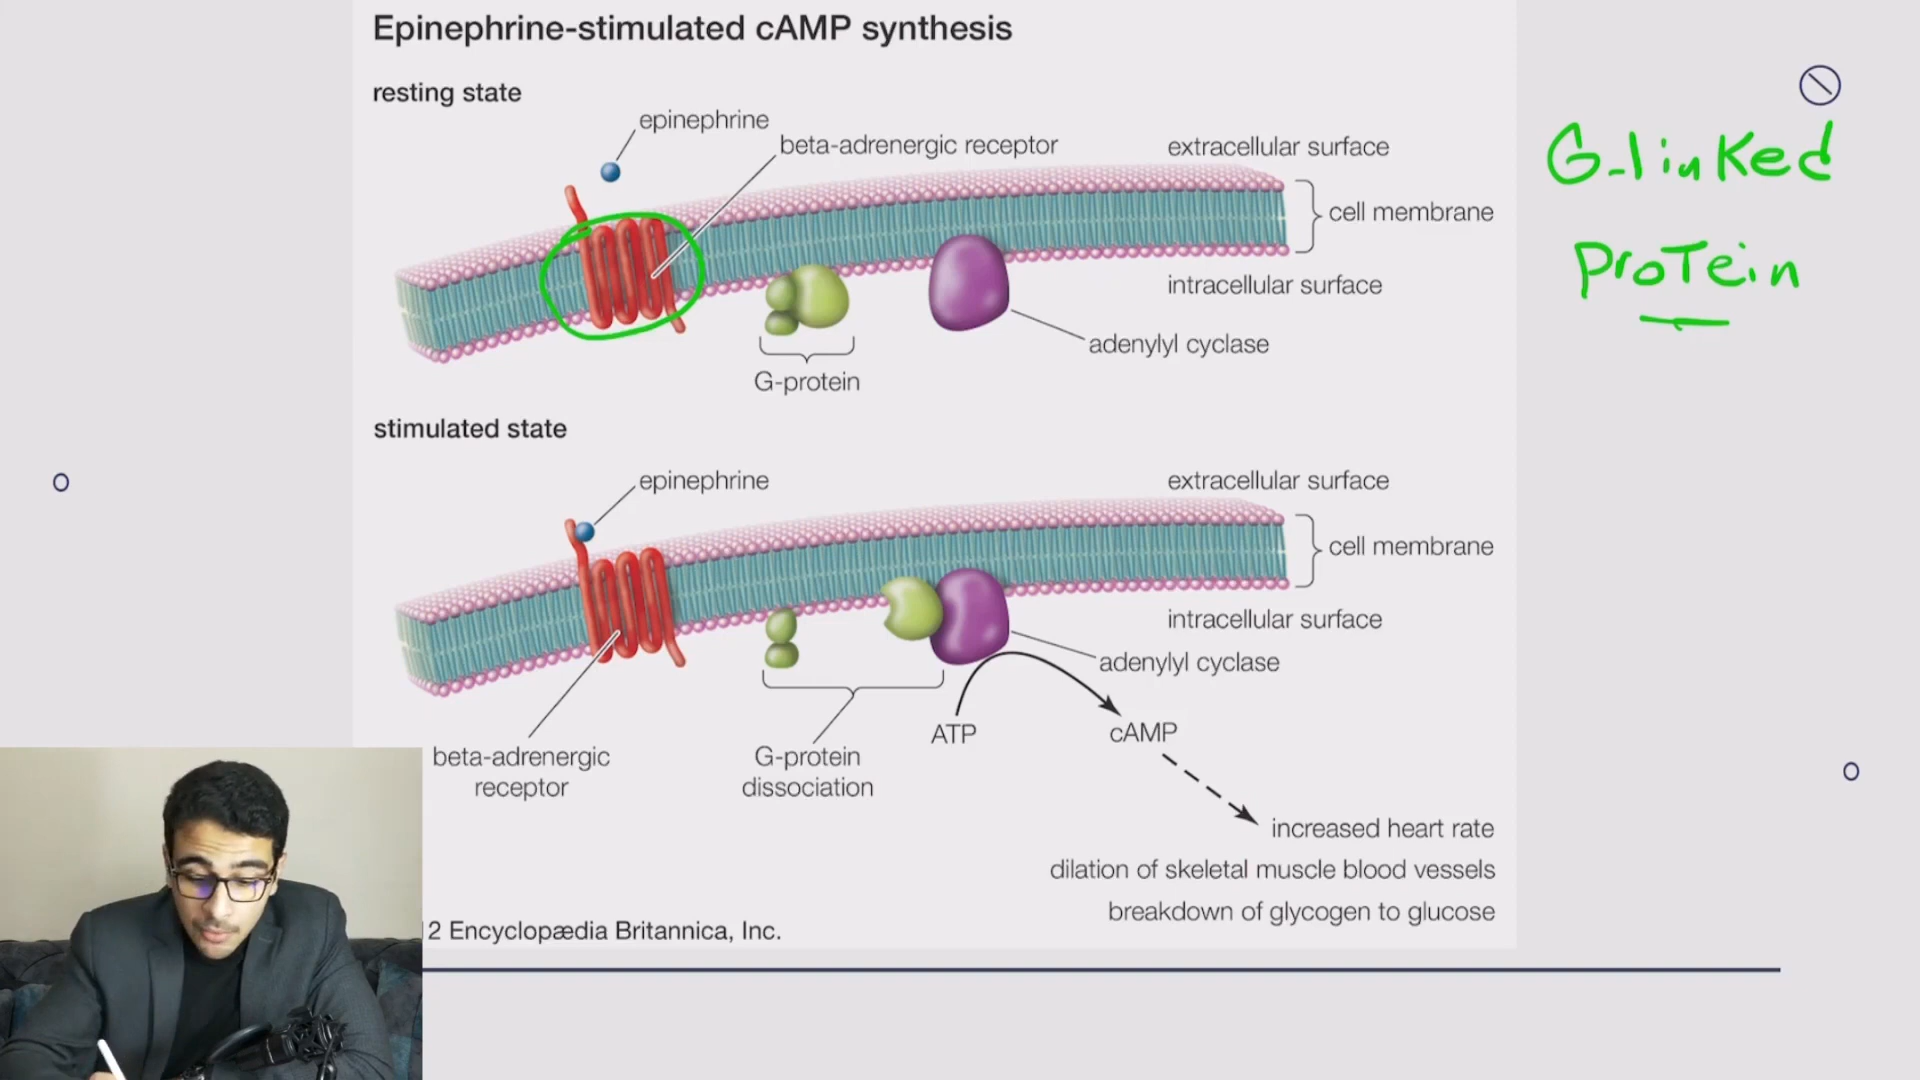 Epinephrine-stimulated cAMP synthesis
resting state
epinephrine
beta-adrenergic receptor
extracellular surface
cell membrane
intracellular surface
adenylyl cyclase
G-protein
G-linked
Protein
stimulated state
epinephrine
extracellular surface
cell membrane
intracellular surface
adenylyl cyclase
ATP
cAMP
beta-adrenergic
receptor
G-protein
dissociation
increased heart rate
dilation of skeletal muscle blood vessels
breakdown of glycogen to glucose
2 Encyclopædia Britannica, Inc.